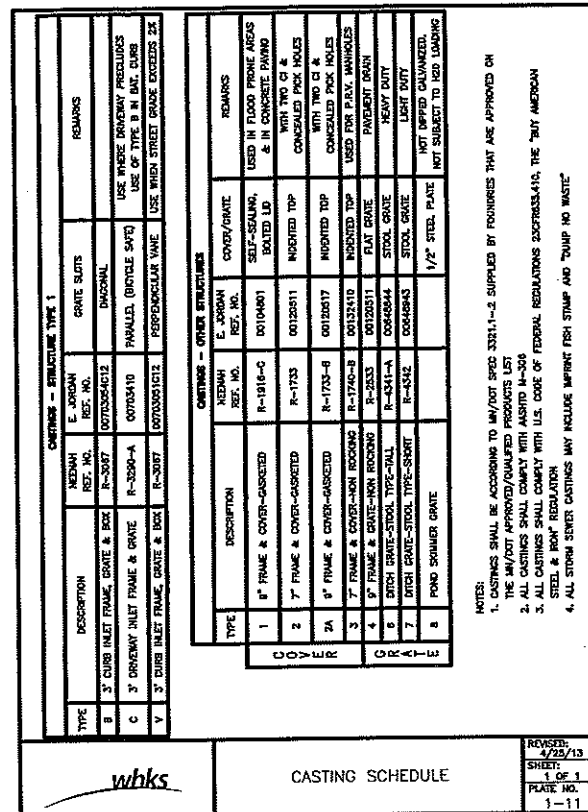 CASTINGS – STRUCTURE TYPE 1
TYPE DESCRIPTION NEENAH REF. NO. E. JORDAN REF. NO. GRATE SLOTS REMARKS
B 3' CURB INLET FRAME, GRATE & BOX R-3067 00703054C12 DIAGONAL
C 3' DRIVEWAY INLET FRAME & GRATE R-3290-A 00703410 PARALLEL (BICYCLE SAFE) USE WHERE DRIVEWAY PRECLUDES USE OF TYPE B IN BAT. CURB
V 3' CURB INLET FRAME, GRATE & BOX R-3067 00703051C12 PERPENDICULAR VANE USE WHEN STREET GRADE EXCEEDS 2%
CASTINGS – OTHER STRUCTURES
TYPE DESCRIPTION NEENAH REF. NO. E. JORDAN REF. NO. COVER/GRATE REMARKS
COVER
1 9" FRAME & COVER-GASKETED R-1916-C 00104601 SELF-SEALING, BOLTED LID USED IN FLOOD PRONE AREAS & IN CONCRETE PAVING
2 7" FRAME & COVER-GASKETED R-1733 00120511 INDENTED TOP WITH TWO CI & CONCEALED PICK HOLES
2A 9" FRAME & COVER-GASKETED R-1733-B 00120517 INDENTED TOP WITH TWO CI & CONCEALED PICK HOLES
3 7" FRAME & COVER-NON ROCKING R-1740-B 00132410 INDENTED TOP USED FOR P.R.V. MANHOLES
GRATE
4 9" FRAME & GRATE-NON ROCKING R-2533 00120511 FLAT GRATE PAVEMENT DRAIN
6 DITCH GRATE-STOOL TYPE-TALL R-4341-A 00648644 STOOL GRATE HEAVY DUTY
7 DITCH GRATE-STOOL TYPE-SHORT R-4342 00648943 STOOL GRATE LIGHT DUTY
8 POND SKIMMER GRATE 1/2" STEEL PLATE HOT DIPPED GALVANIZED, NOT SUBJECT TO H20 LOADING
NOTES:
1. CASTINGS SHALL BE ACCORDING TO MN/DOT SPEC 3321.1-.2 SUPPLIED BY FOUNDRIES THAT ARE APPROVED ON
THE MN/DOT APPROVED/QUALIFIED PRODUCTS LIST
2. ALL CASTINGS SHALL COMPLY WITH AASHTO M-306
3. ALL CASTINGS SHALL COMPLY WITH U.S. CODE OF FEDERAL REGULATIONS 23CFR635.410, THE "BUY AMERICAN
STEEL & IRON" REGULATION
4. ALL STORM SEWER CASTINGS MAY INCLUDE IMPRINT FISH STAMP AND "DUMP NO WASTE"
whks
CASTING SCHEDULE
REVISED:
4/25/13
SHEET:
1 OF 1
PLATE NO.
1-11